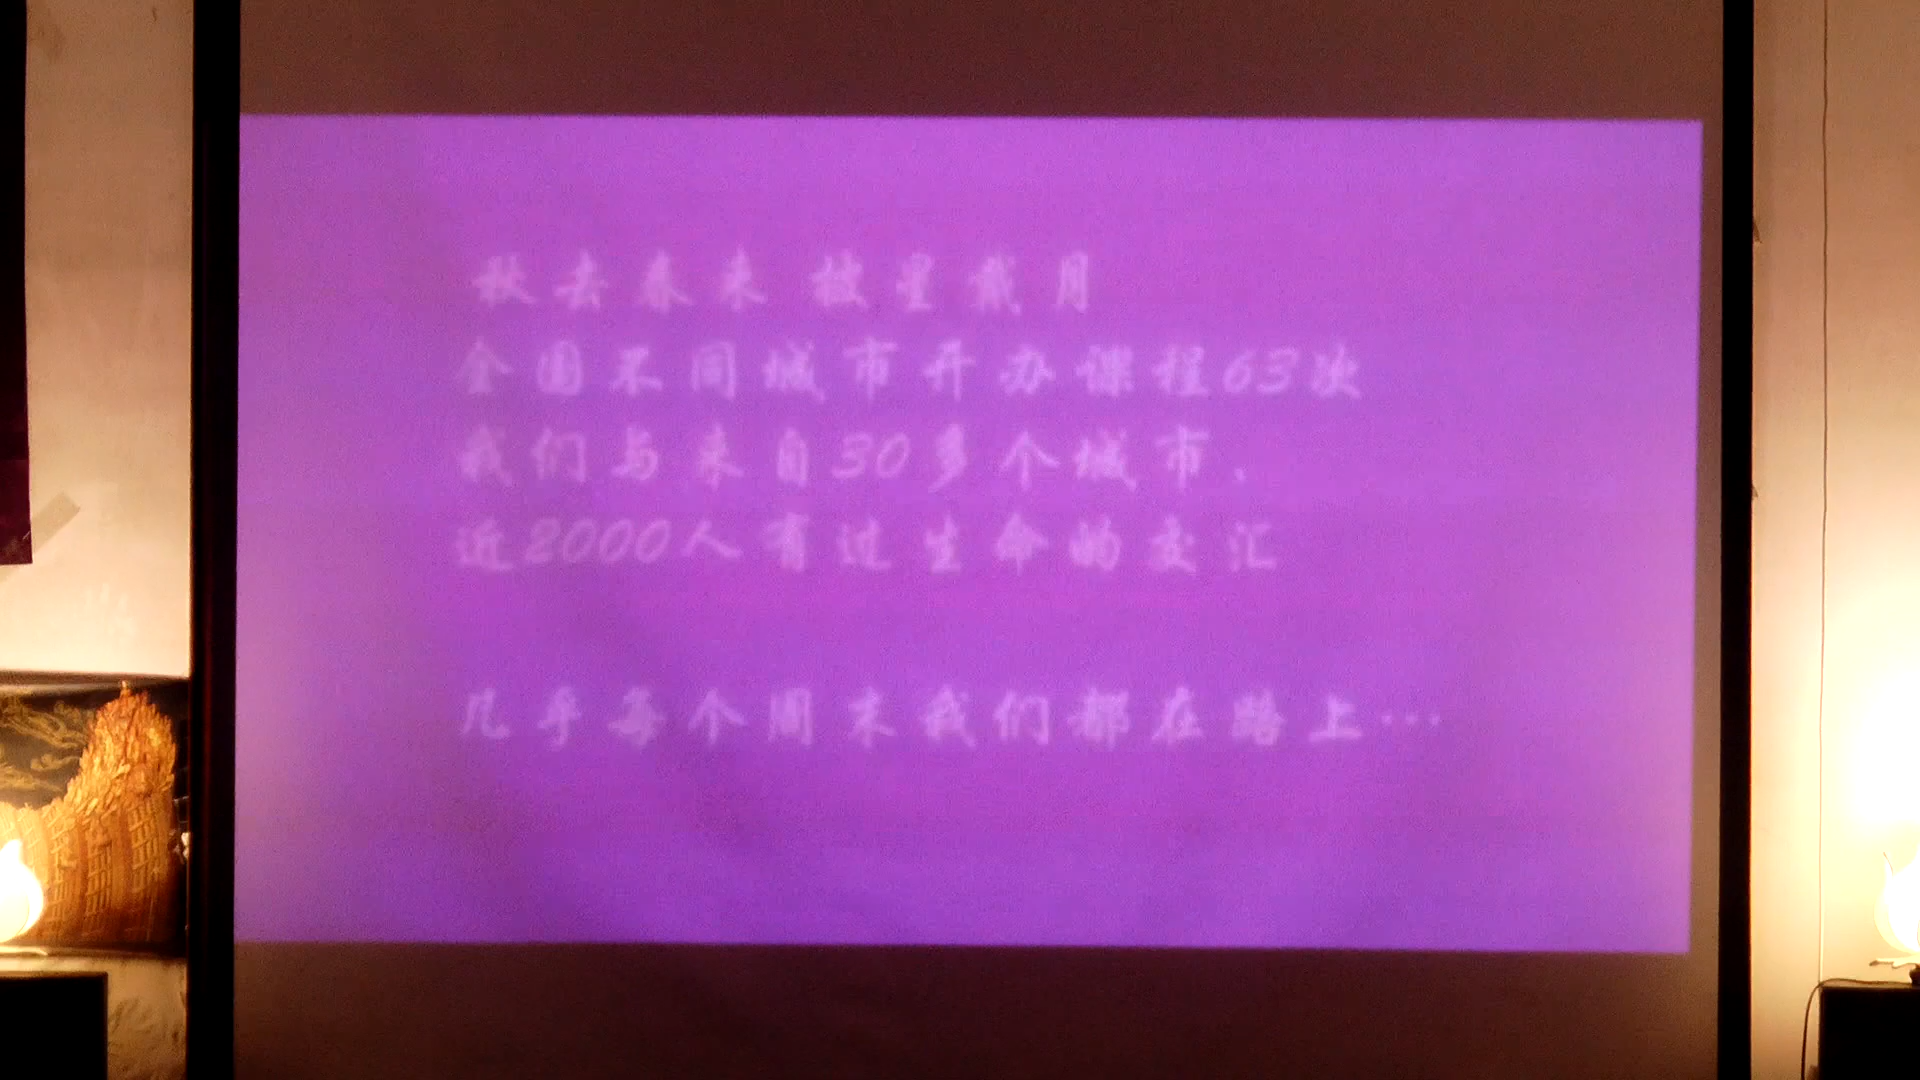 秋去春来 披星戴月
全国不同城市开办课程63次
我们与来自30多个城市.
近2000人有过生命的交汇
几乎每个周末我们都在路上…